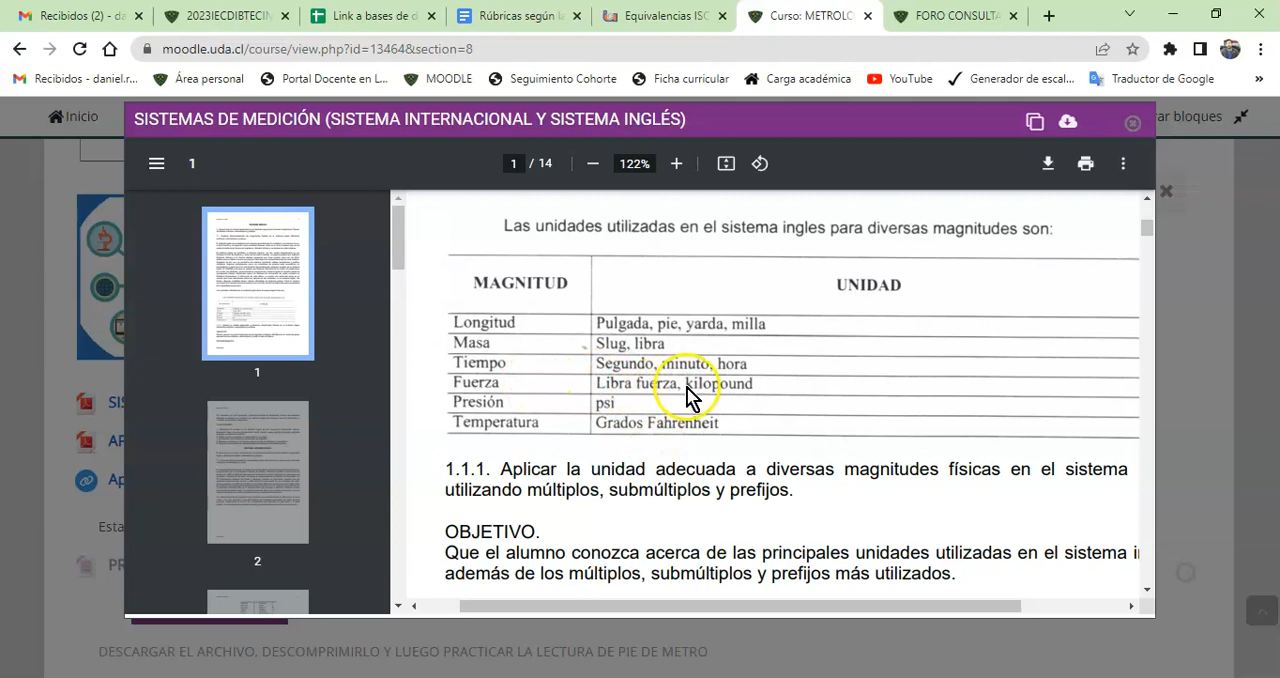 Recibidos (2) - d
2023IECDIBTECIN
Link a bases de d
Rúbricas según la
Equivalencias ISC
Curso: METROLO
FORO CONSULTA
moodle.uda.cl/course/view.php?id=13464&section=8
Recibidos - daniel.r...
Área personal
Portal Docente en L...
MOODLE
Seguimiento Cohorte
Ficha curricular
Carga académica
YouTube
Generador de escal...
Traductor de Google
»
Inicio
rar bloques
SISTEMAS DE MEDICIÓN (SISTEMA INTERNACIONAL Y SISTEMA INGLÉS)
1
1 / 14
122%
Las unidades utilizadas en el sistema ingles para diversas magnitudes son:
MAGNITUD UNIDAD
Longitud Pulgada, pie, yarda, milla
Masa Slug, libra
Tiempo Segundo, minuto, hora
Fuerza Libra fuerza, kilopound
Presión psi
Temperatura Grados Fahrenheit
1.1.1. Aplicar la unidad adecuada a diversas magnitudes físicas en el sistema
utilizando múltiplos, submúltiplos y prefijos.
OBJETIVO.
Que el alumno conozca acerca de las principales unidades utilizadas en el sistema i
además de los múltiplos, submúltiplos y prefijos más utilizados.
1
2
SIS
AP
Ap
Esta
PR
DESCARGAR EL ARCHIVO, DESCOMPRIMIRLO Y LUEGO PRACTICAR LA LECTURA DE PIE DE METRO